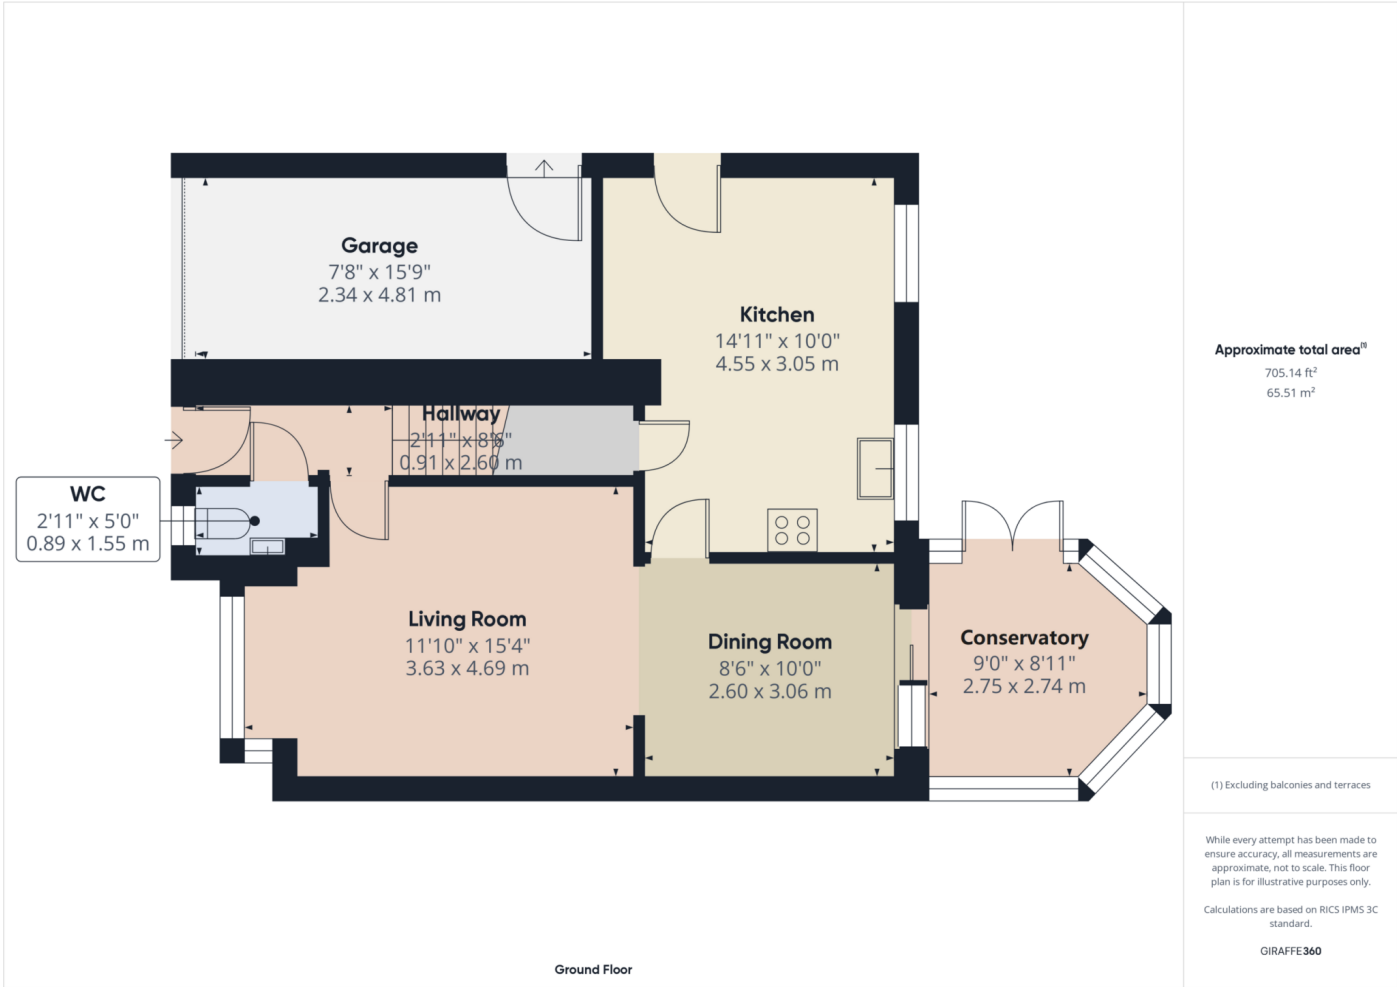 Garage
7'8" x 15'9"
2.34 x 4.81 m
Kitchen
14'11" x 10'0"
4.55 x 3.05 m
Hallway
2'11" x 8'6"
0.91 x 2.60 m
WC
2'11" x 5'0"
0.89 x 1.55 m
Living Room
11'10" x 15'4"
3.63 x 4.69 m
Dining Room
8'6" x 10'0"
2.60 x 3.06 m
Conservatory
9'0" x 8'11"
2.75 x 2.74 m
Ground Floor
Approximate total area(1)
705.14 ft²
65.51 m²
(1) Excluding balconies and terraces
While every attempt has been made to
ensure accuracy, all measurements are
approximate, not to scale. This floor
plan is for illustrative purposes only.
Calculations are based on RICS IPMS 3C
standard.
GIRAFFE360